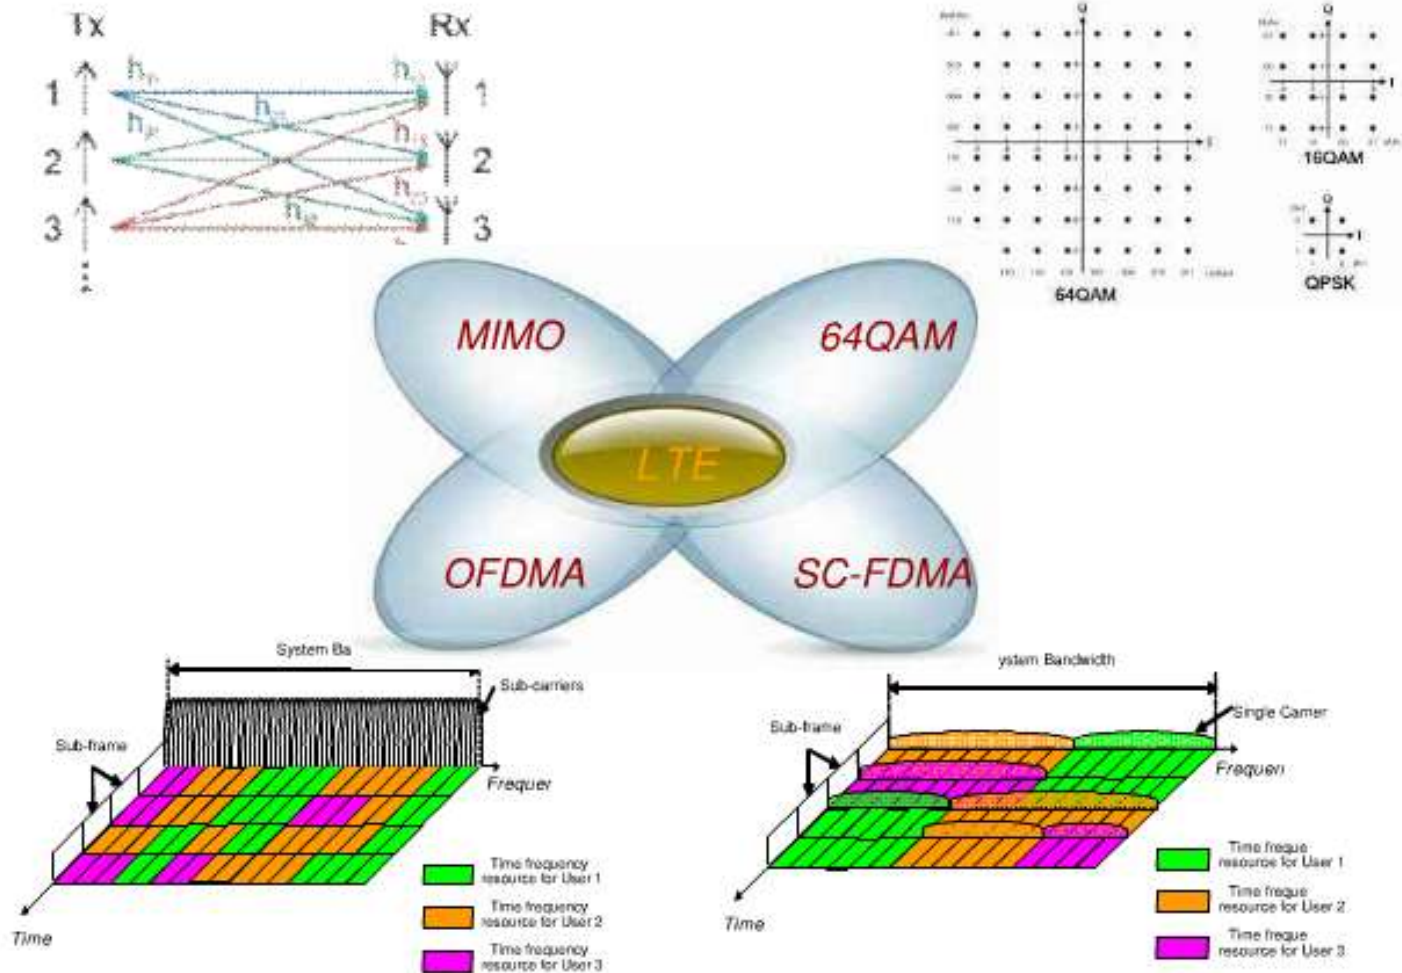 Tx
Rx
1
1
2
2
3
3
Q
Q
I
16QAM
Q
I
QPSK
64QAM
MIMO
64QAM
LTE
OFDMA
SC-FDMA
System Ba
Sub-carriers
Sub-frame
Frequer
Time
Time frequency
resource for User 1
Time frequency
resource for User 2
Time frequency
resource for User 3
ystem Bandwidth
Single Carrier
Sub-frame
Frequen
Time
Time freque
resource for User 1
Time freque
resource for User 2
Time freque
resource for User 3